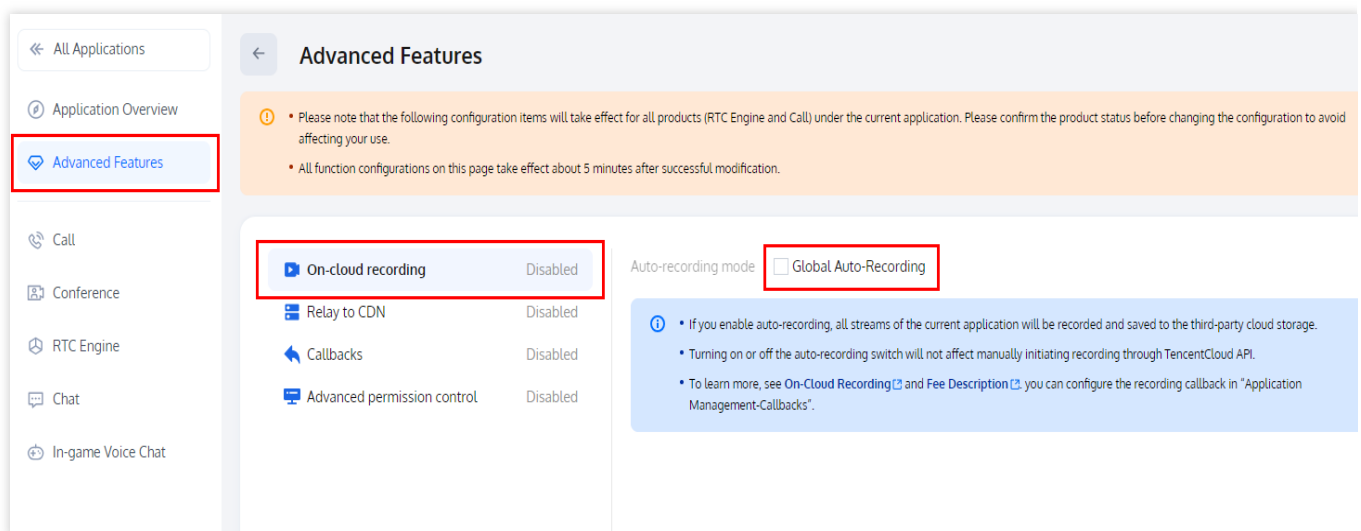 All Applications
Application Overview
Advanced Features
Call
Conference
RTC Engine
Chat
In-game Voice Chat
Advanced Features
• Please note that the following configuration items will take effect for all products (RTC Engine and Call) under the current application. Please confirm the product status before changing the configuration to avoid
affecting your use.
• All function configurations on this page take effect about 5 minutes after successful modification.
On-cloud recording Disabled
Relay to CDN Disabled
Callbacks Disabled
Advanced permission control Disabled
Auto-recording mode Global Auto-Recording
• If you enable auto-recording, all streams of the current application will be recorded and saved to the third-party cloud storage.
• Turning on or off the auto-recording switch will not affect manually initiating recording through TencentCloud API.
• To learn more, see On-Cloud Recording and Fee Description. you can configure the recording callback in "Application
Management-Callbacks".